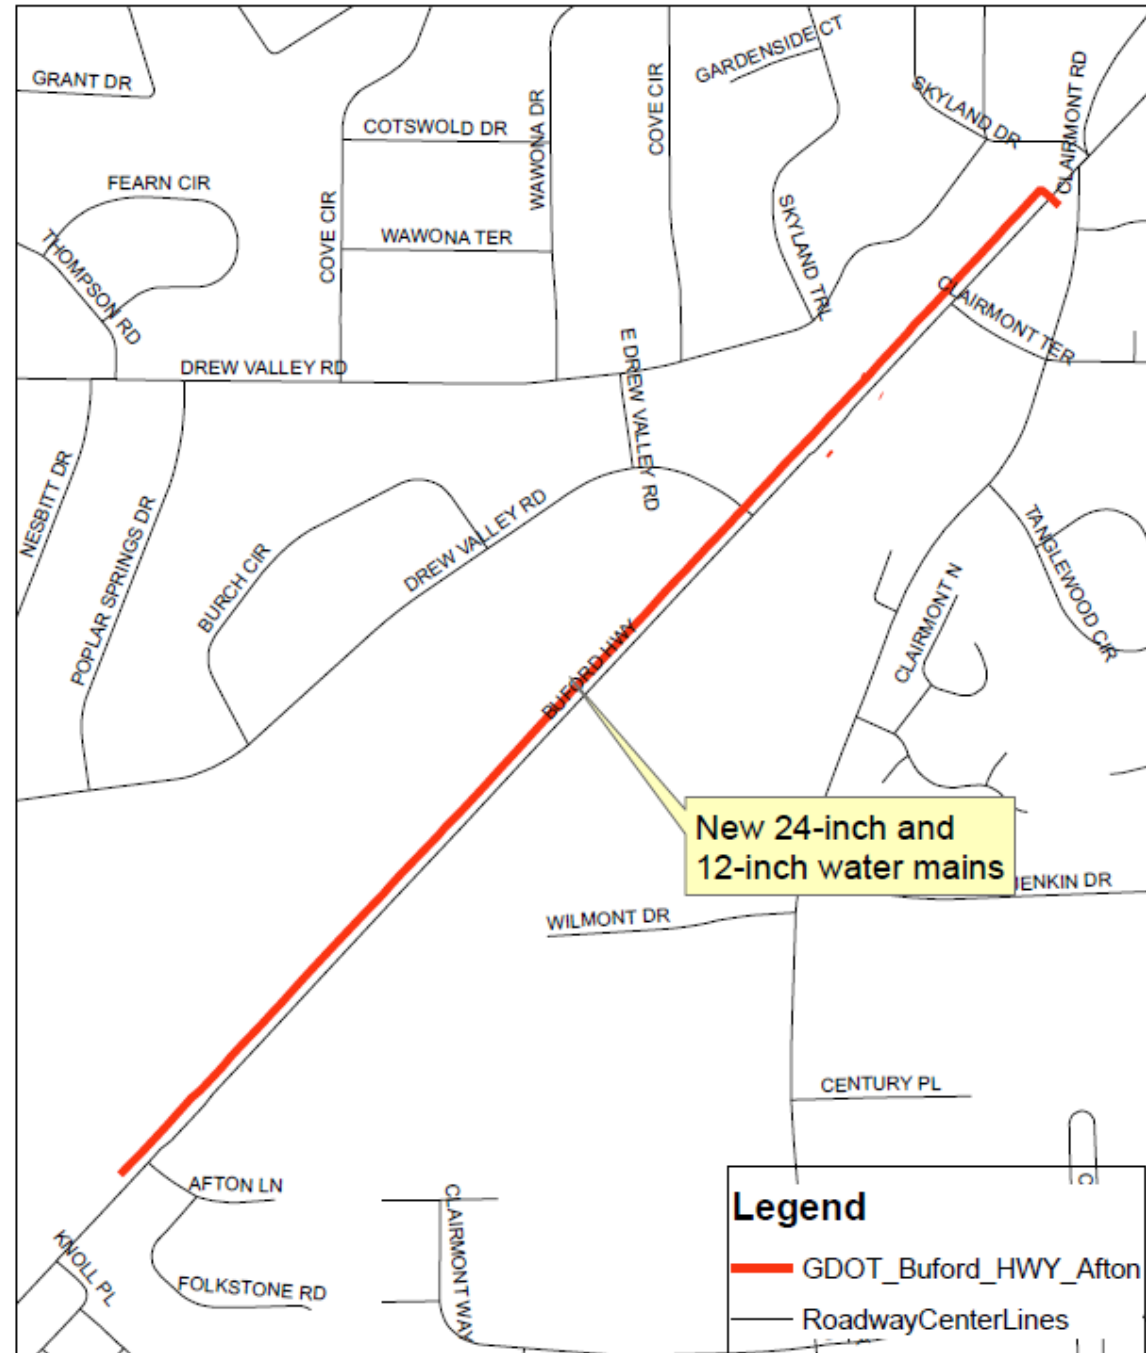 GARDENSIDE CT
GRANT DR
CLAIRMONT RD
SKYLAND DR
COTSWOLD DR
WAWONA DR
COVE CIR
FEARN CIR
COVE CIR
WAWONA TER
SKYLAND TRL
THOMPSON RD
CLAIRMONT TER
DREW VALLEY RD
E DREW VALLEY RD
NESBITT DR
POPLAR SPRINGS DR
BURCH CIR
DREW VALLEY RD
TANGLEWOOD CIR
CLAIRMONT N
BUFORD HWY
New 24-inch and
12-inch water mains
JENKIN DR
WILMONT DR
CENTURY PL
AFTON LN
KNOLL PL
FOLKSTONE RD
CLAIRMONT WAY
Legend
GDOT_Buford_HWY_Afton
RoadwayCenterLines